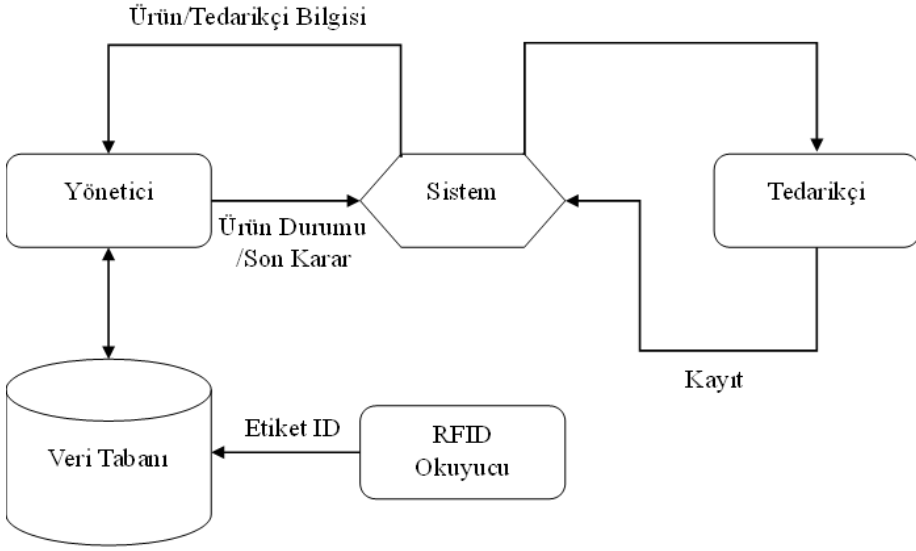 Ürün/Tedarikçi Bilgisi
Yönetici
Sistem
Tedarikçi
Ürün Durumu
/Son Karar
Kayıt
Etiket ID
RFID
Okuyucu
Veri Tabanı